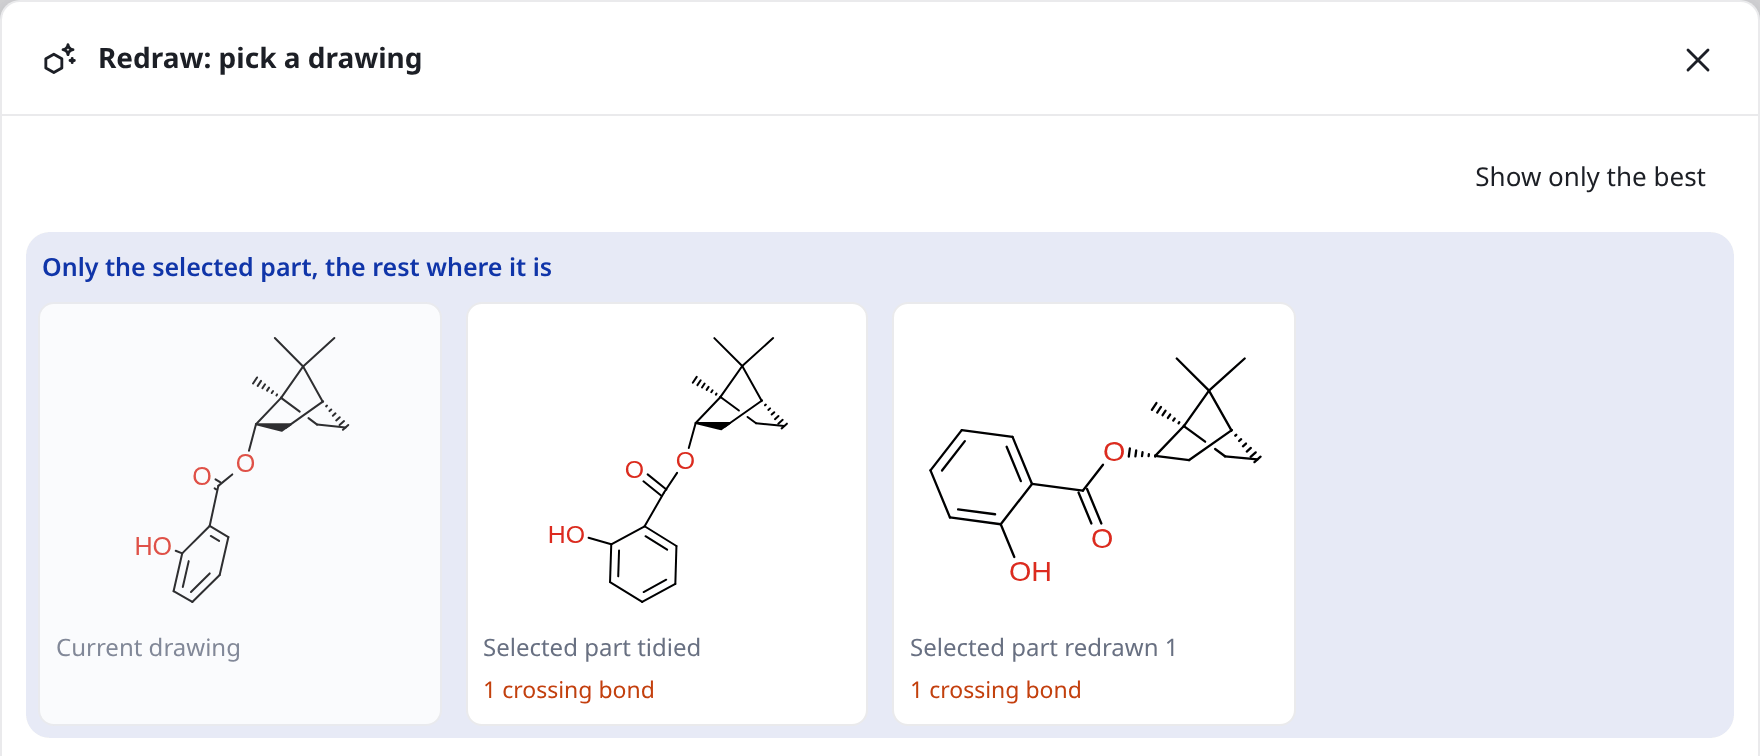 Redraw: pick a drawing
Show only the best
Only the selected part, the rest where it is
O
O
HO
Current drawing
O
O
HO
Selected part tidied
1 crossing bond
O
O
OH
Selected part redrawn 1
1 crossing bond